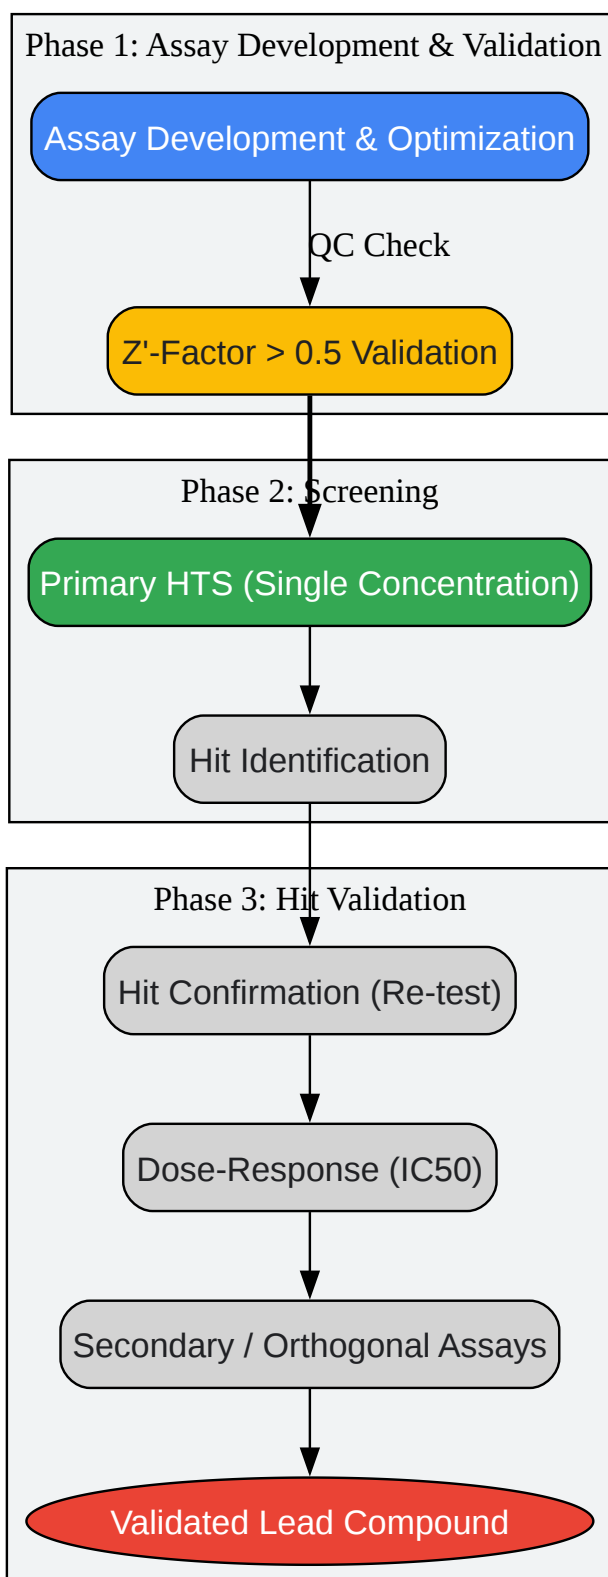 Phase 1: Assay Development & Validation
Assay Development & Optimization
QC Check
Z'-Factor > 0.5 Validation
Phase 2: Screening
Primary HTS (Single Concentration)
Hit Identification
Phase 3: Hit Validation
Hit Confirmation (Re-test)
Dose-Response (IC50)
Secondary / Orthogonal Assays
Validated Lead Compound